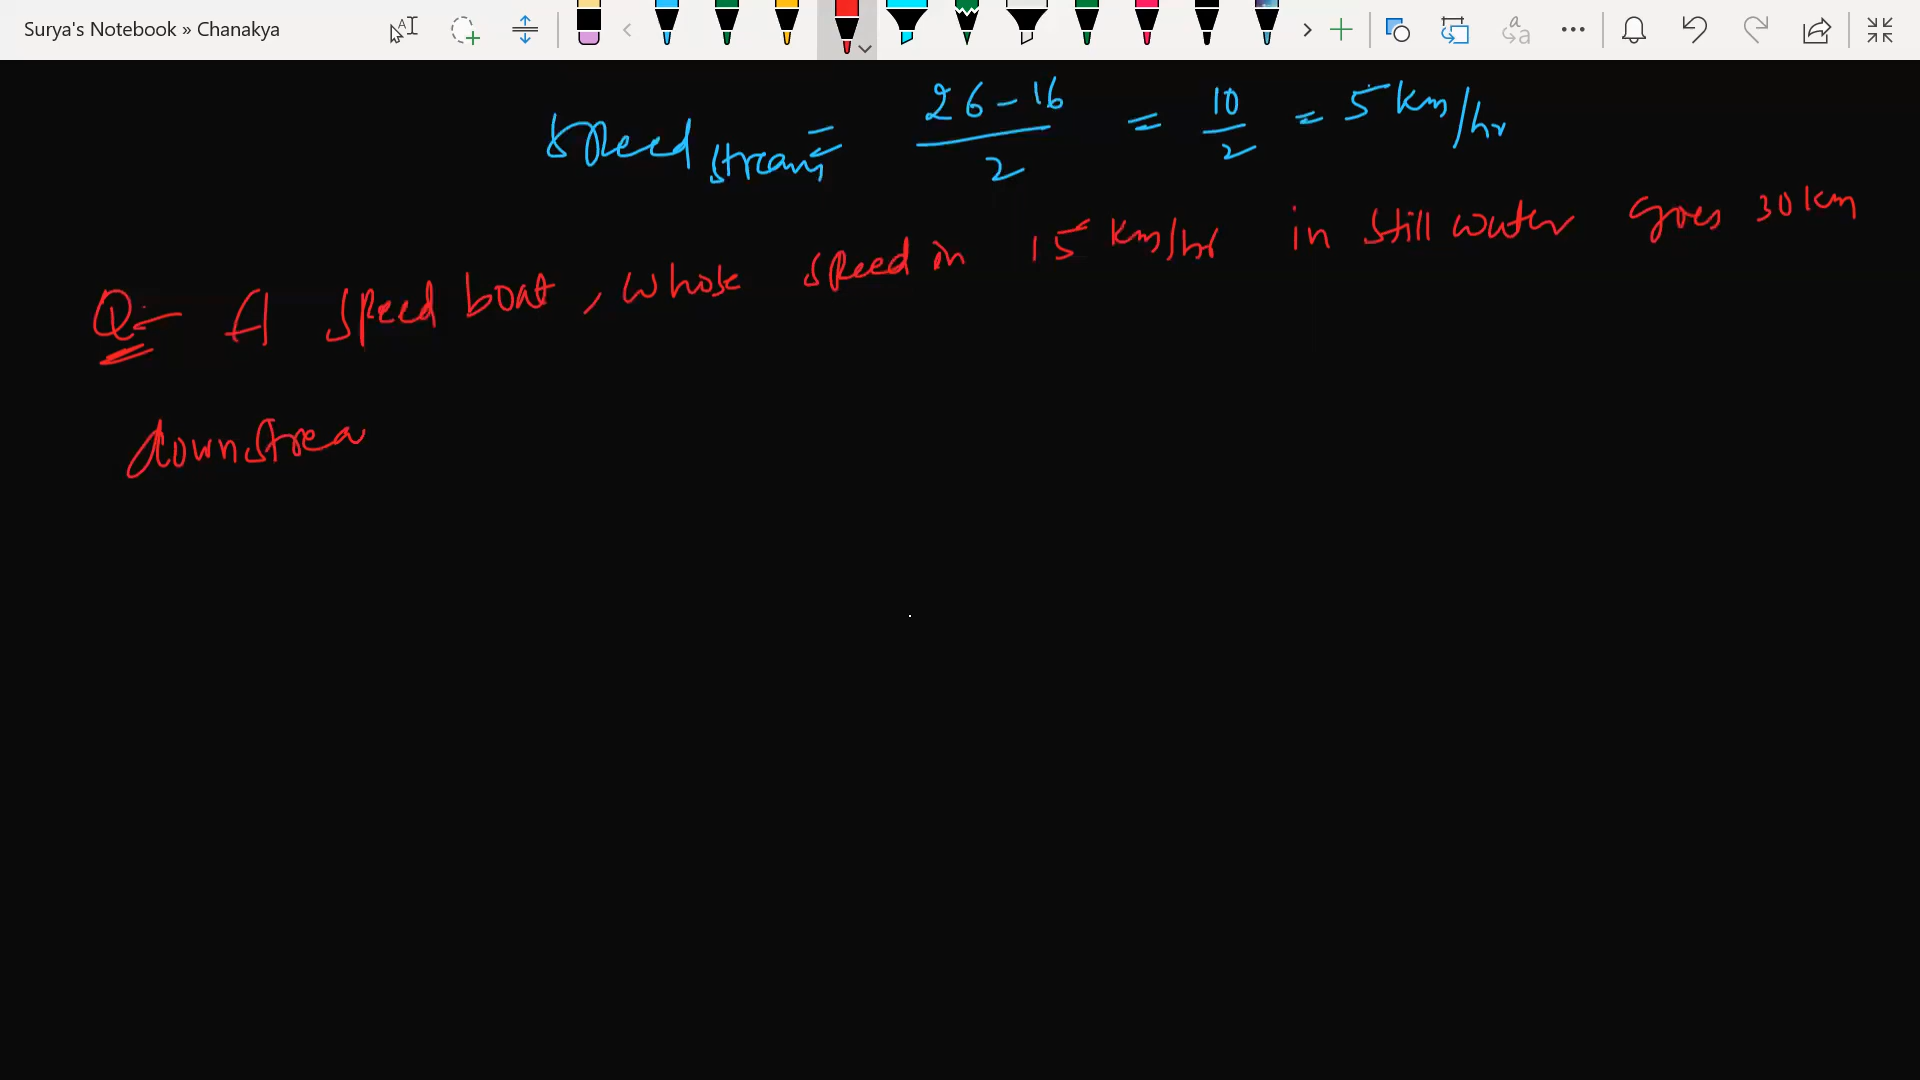 Surya's Notebook » Chanakya
Speed stream = 26-16 / 2 = 10 / 2 = 5 km/hr
Q- A speed boat, whose speed in 15 km/hr in still water goes 30 km
downstrea